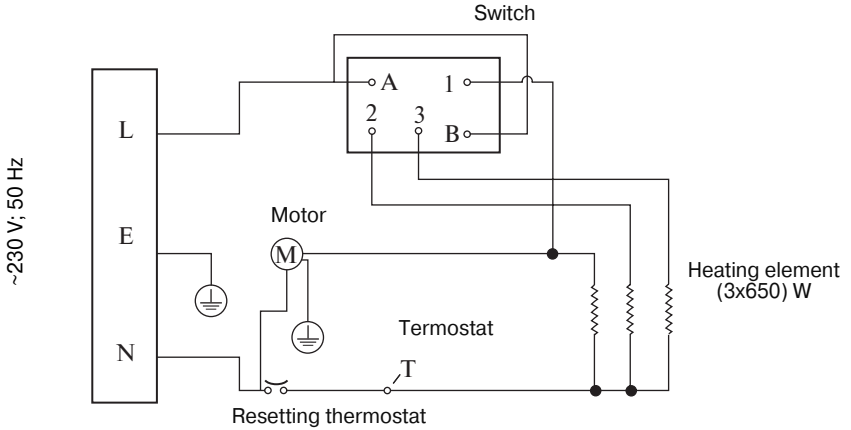 Switch
A
1
2
3
B
L
E
N
~230 V; 50 Hz
Motor
M
Heating element
(3x650) W
Termostat
T
Resetting thermostat